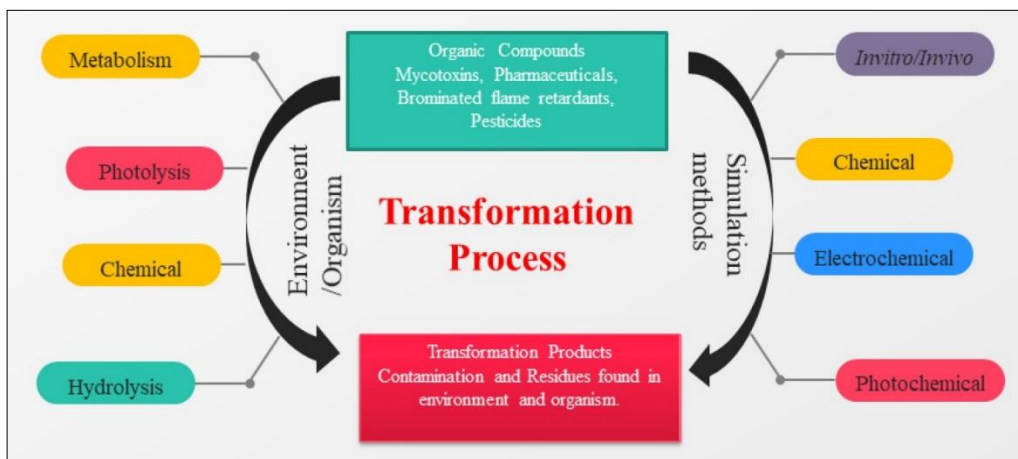 Metabolism
Photolysis
Chemical
Hydrolysis
Environment
/Organism
Organic Compounds
Mycotoxins, Pharmaceuticals,
Brominated flame retardants,
Pesticides
Transformation
Process
Transformation Products
Contamination and Residues found in
environment and organism.
Simulation
methods
Invitro/Invivo
Chemical
Electrochemical
Photochemical